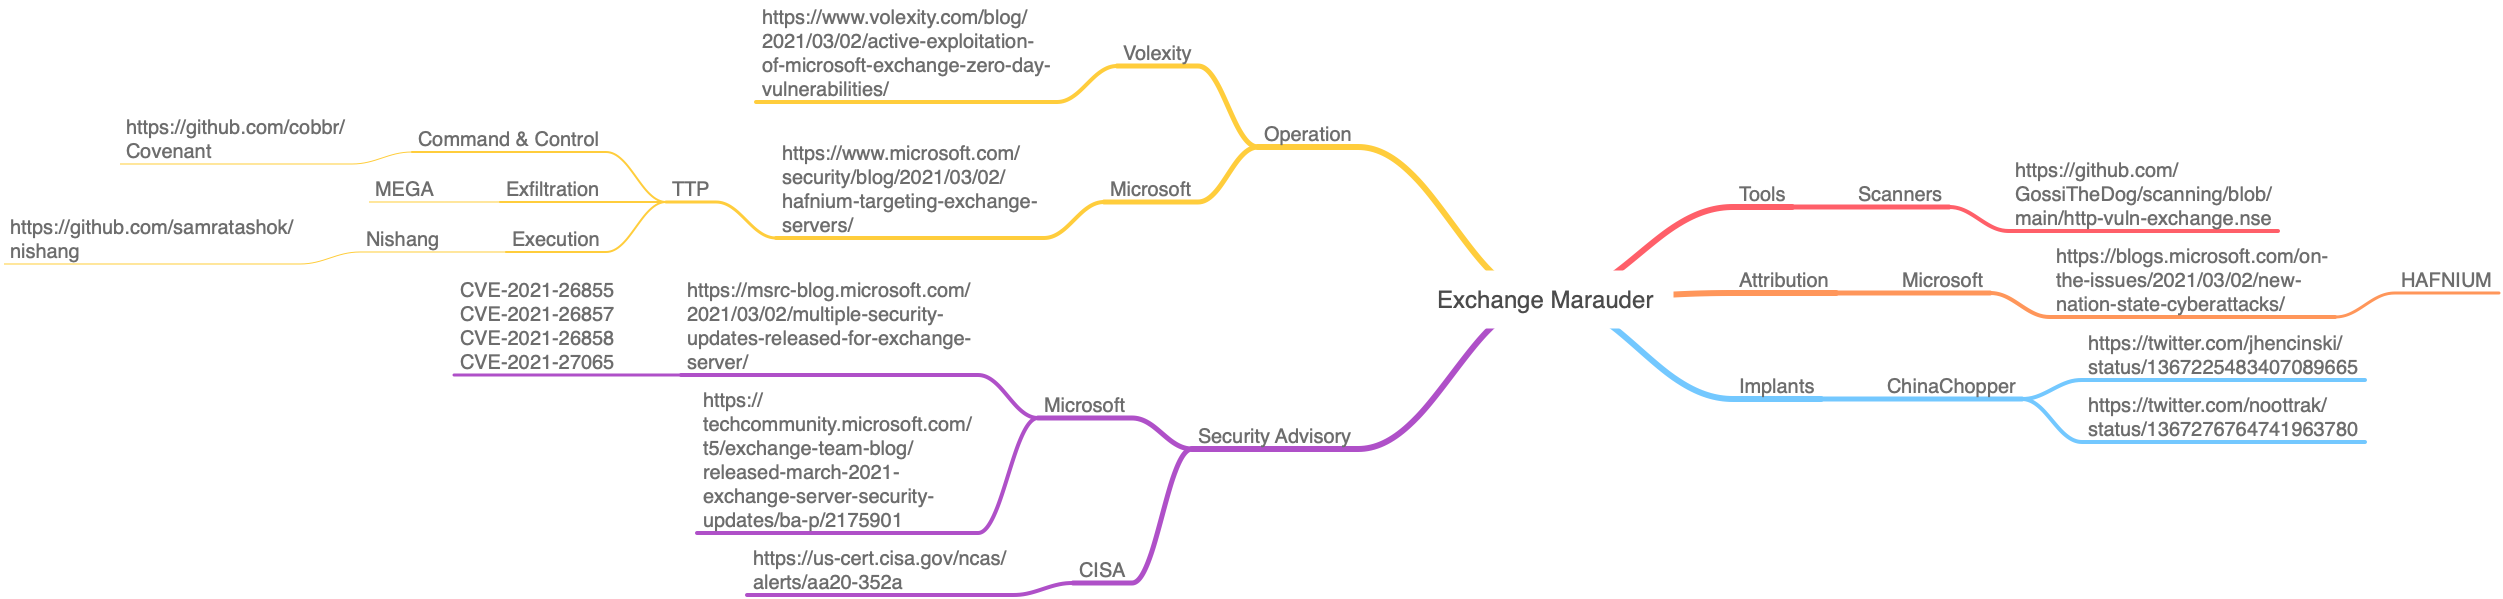 Exchange Marauder
Operation
Volexity
https://www.volexity.com/blog/
2021/03/02/active-exploitation-
of-microsoft-exchange-zero-day-
vulnerabilities/
Microsoft
https://www.microsoft.com/
security/blog/2021/03/02/
hafnium-targeting-exchange-
servers/
TTP
Command & Control
https://github.com/cobbr/
Covenant
Exfiltration
MEGA
Execution
Nishang
https://github.com/samratashok/
nishang
Security Advisory
Microsoft
https://msrc-blog.microsoft.com/
2021/03/02/multiple-security-
updates-released-for-exchange-
server/
CVE-2021-26855
CVE-2021-26857
CVE-2021-26858
CVE-2021-27065
https://
techcommunity.microsoft.com/
t5/exchange-team-blog/
released-march-2021-
exchange-server-security-
updates/ba-p/2175901
CISA
https://us-cert.cisa.gov/ncas/
alerts/aa20-352a
Tools
Scanners
https://github.com/
GossiTheDog/scanning/blob/
main/http-vuln-exchange.nse
Attribution
Microsoft
https://blogs.microsoft.com/on-
the-issues/2021/03/02/new-
nation-state-cyberattacks/
HAFNIUM
Implants
ChinaChopper
https://twitter.com/jhencinski/
status/1367225483407089665
https://twitter.com/noottrak/
status/1367276764741963780